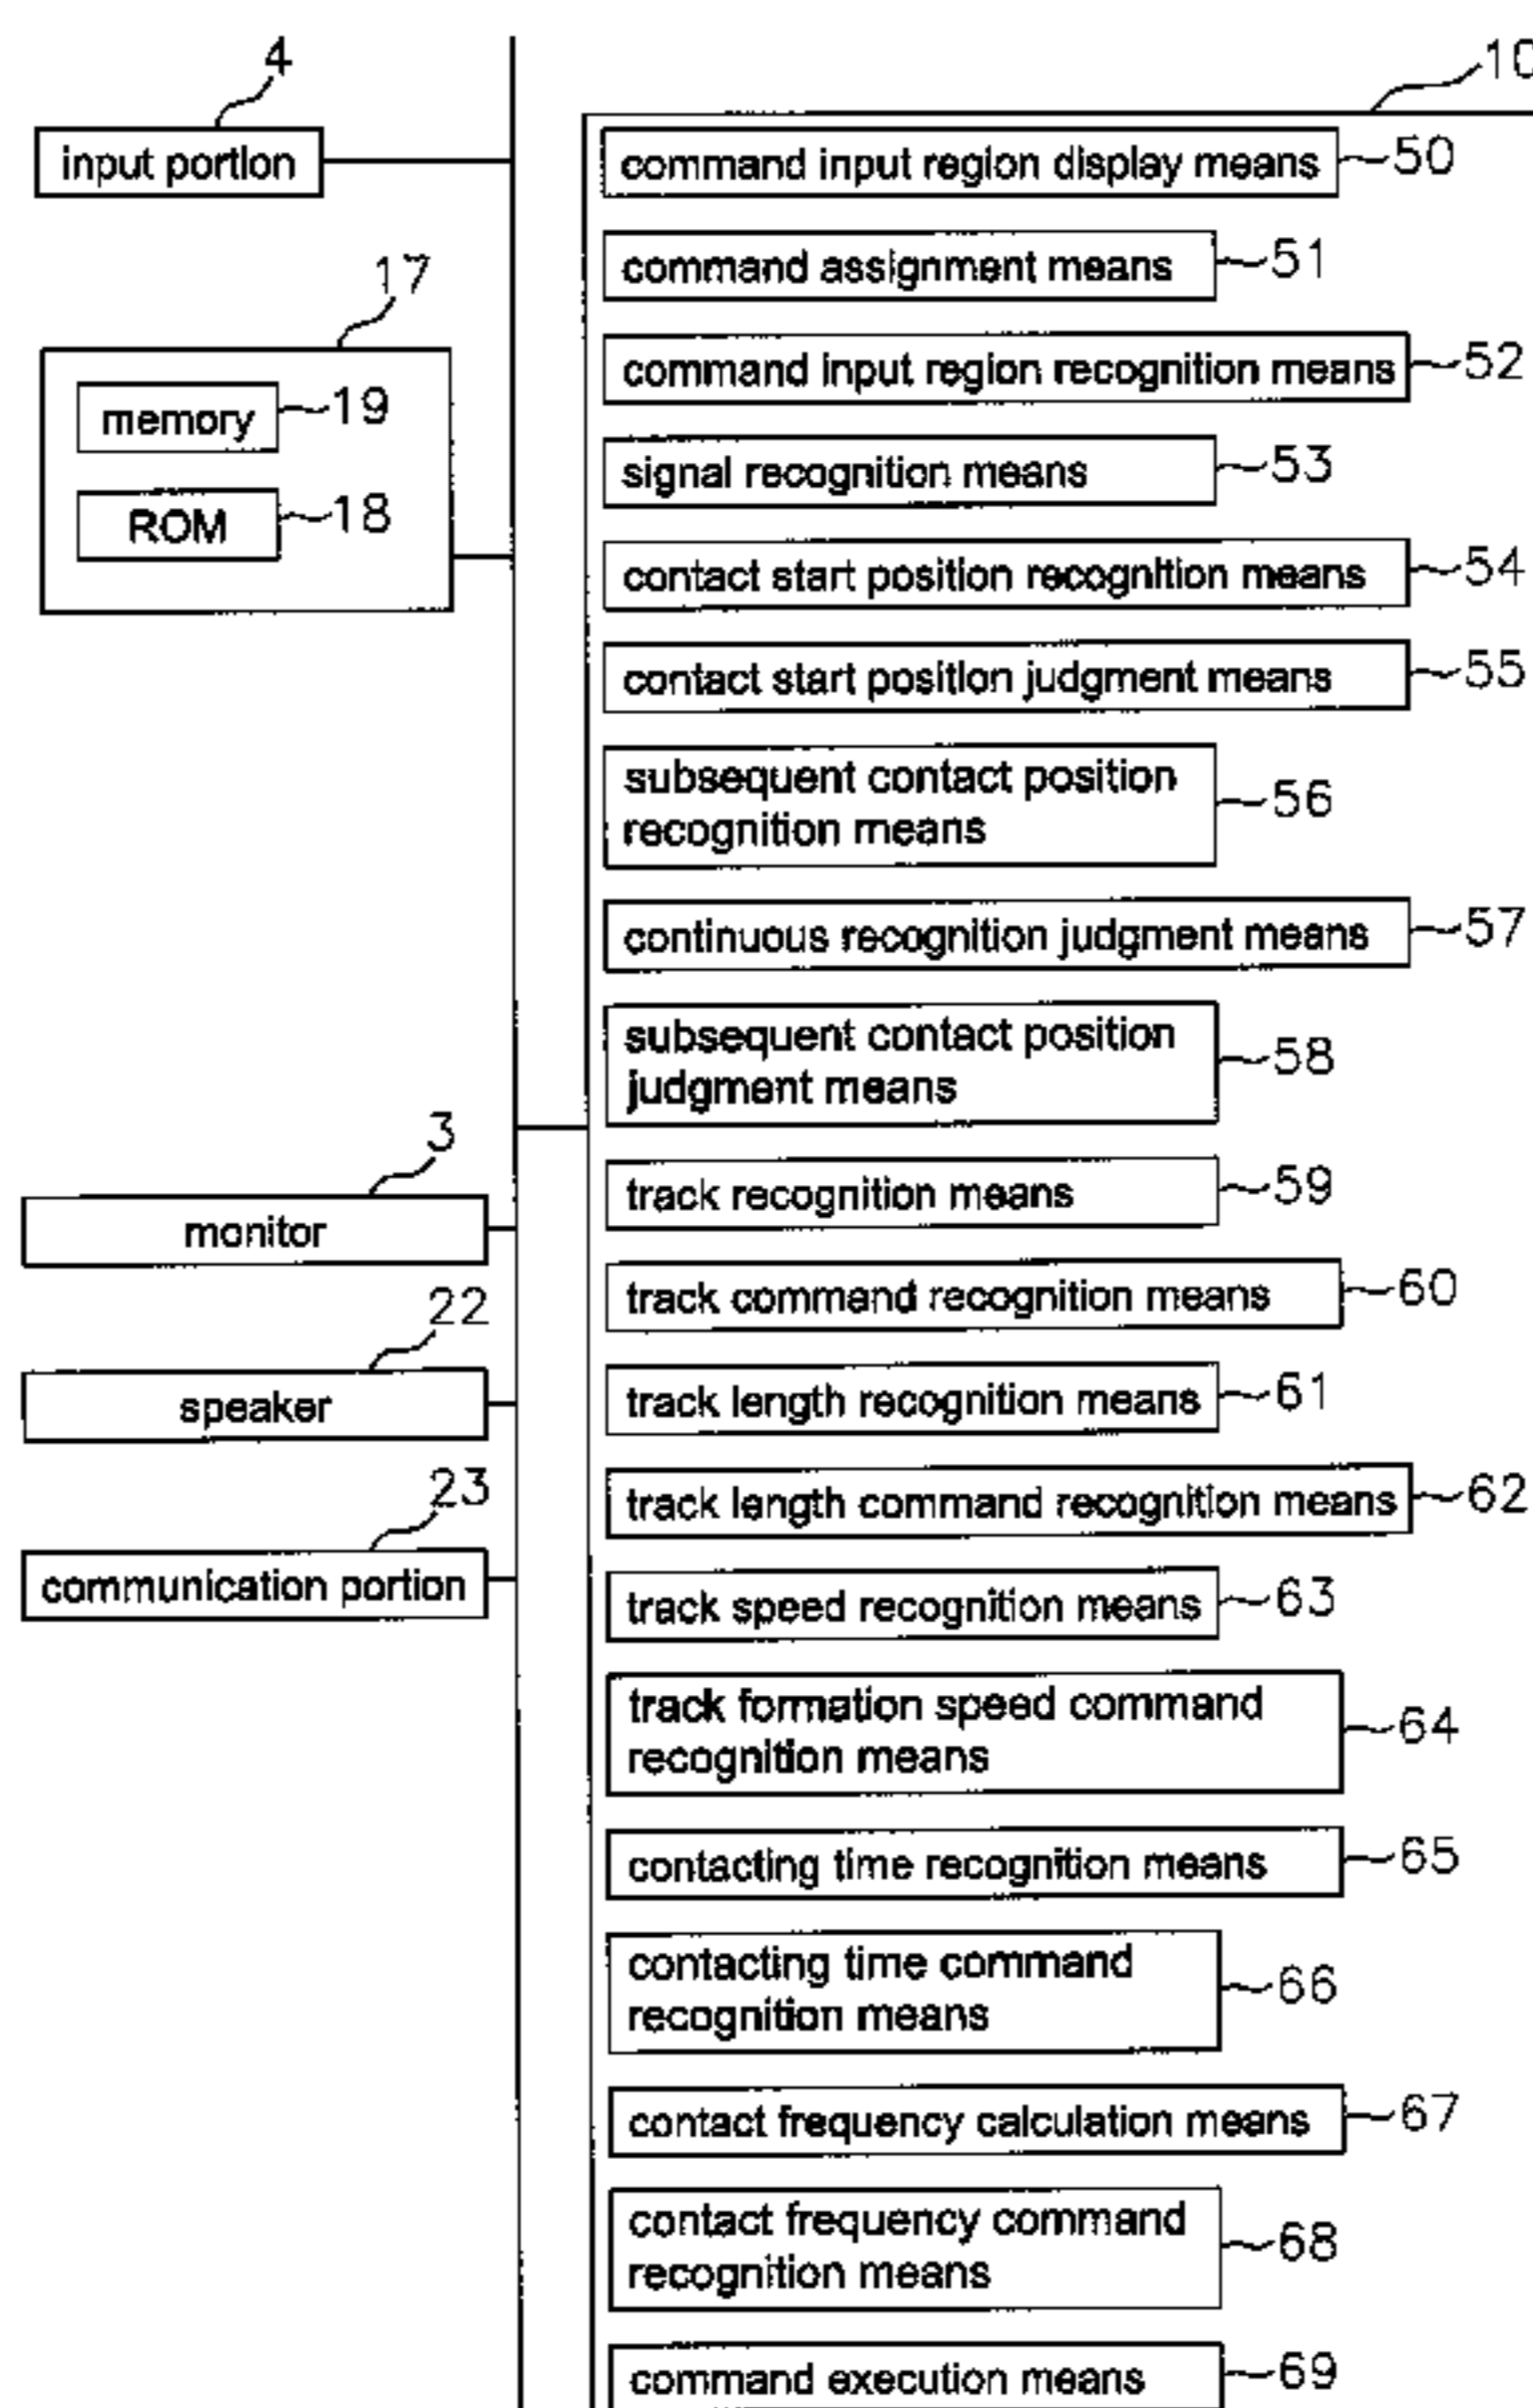 4
input portion
17
memory
19
ROM
18
3
monitor
22
speaker
23
communication portion
10
command input region display means
50
command assignment means
51
command input region recognition means
52
signal recognition means
53
contact start position recognition means
54
contact start position judgment means
55
subsequent contact position
recognition means
56
continuous recognition judgment means
57
subsequent contact position
judgment means
58
track recognition means
59
track command recognition means
60
track length recognition means
61
track length command recognition means
62
track speed recognition means
63
track formation speed command
recognition means
64
contacting time recognition means
65
contacting time command
recognition means
66
contact frequency calculation means
67
contact frequency command
recognition means
68
command execution means
69